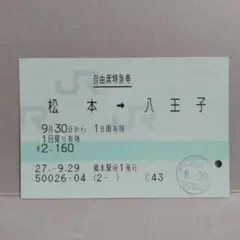 自由席特急券
松本 → 八王子
9月30日から 1日間有効
1回限り有効
¥2,160
27.-9.29 橋本駅F1発行
50026-04 (2- ) C43